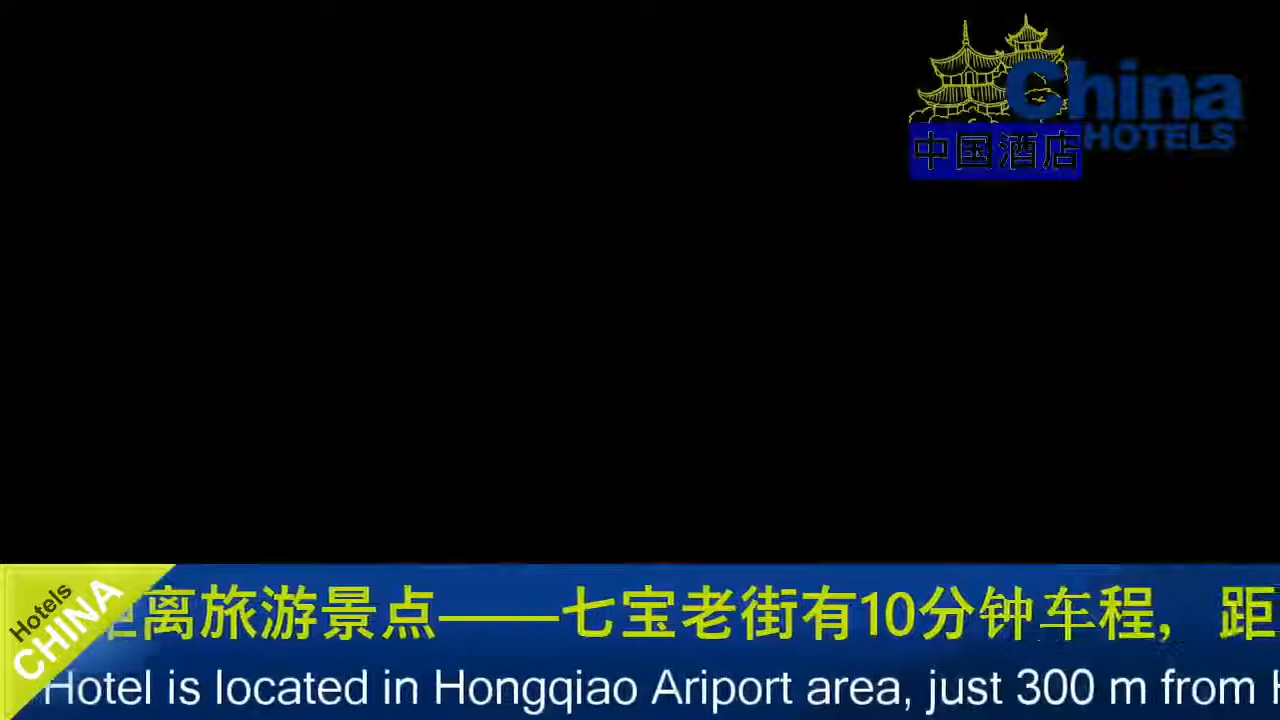 China
HOTELS
中国酒店
距离旅游景点——七宝老街有10分钟车程，距
Hotels
CHINA
Hotel is located in Hongqiao Ariport area, just 300 m from